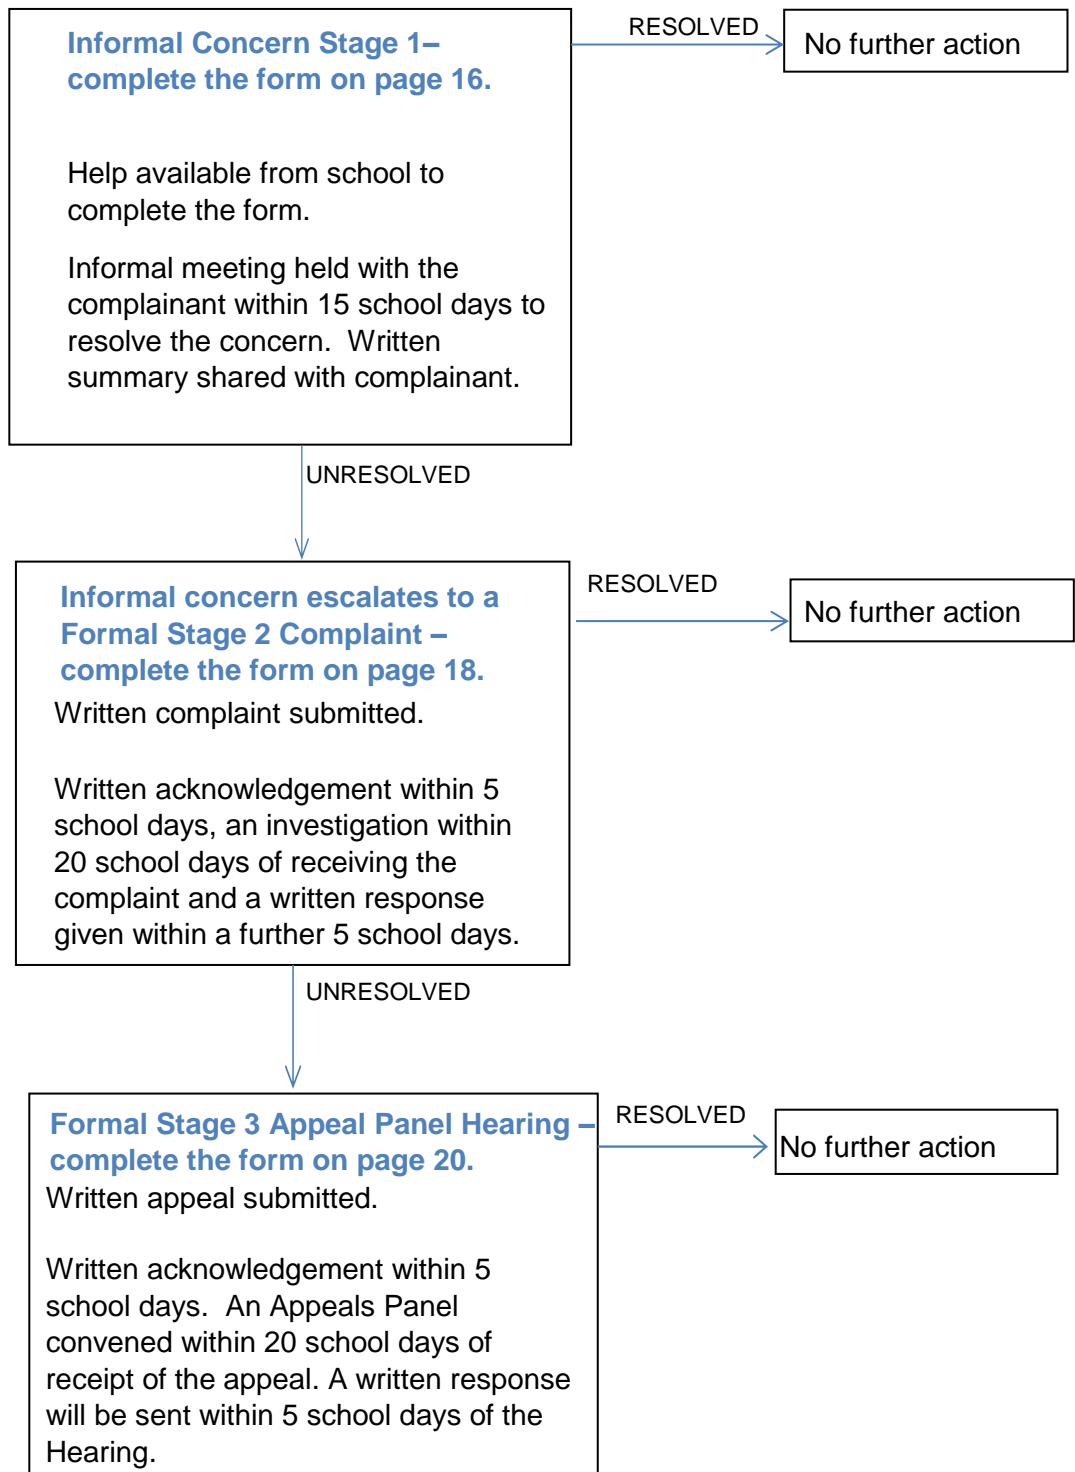 Informal Concern Stage 1–
complete the form on page 16.
Help available from school to
complete the form.
Informal meeting held with the
complainant within 15 school days to
resolve the concern.  Written
summary shared with complainant.
RESOLVED
No further action
UNRESOLVED
Informal concern escalates to a
Formal Stage 2 Complaint –
complete the form on page 18.
Written complaint submitted.
Written acknowledgement within 5
school days, an investigation within
20 school days of receiving the
complaint and a written response
given within a further 5 school days.
RESOLVED
No further action
UNRESOLVED
Formal Stage 3 Appeal Panel Hearing –
complete the form on page 20.
Written appeal submitted.
Written acknowledgement within 5
school days.  An Appeals Panel
convened within 20 school days of
receipt of the appeal. A written response
will be sent within 5 school days of the
Hearing.
RESOLVED
No further action